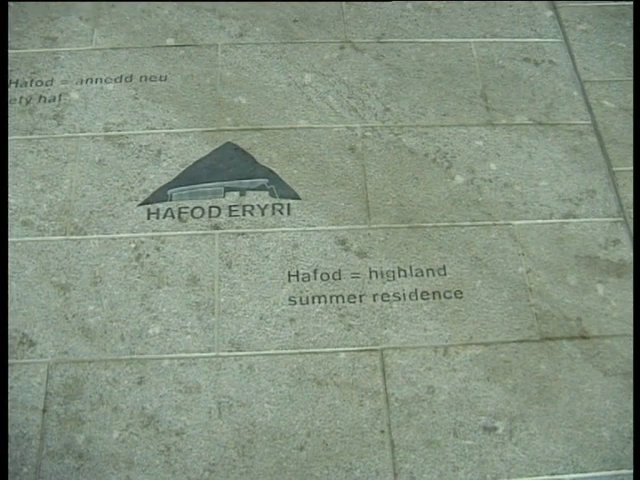 Hafod = annedd neu
ety haf
HAFOD ERYRI
Hafod = highland
summer residence